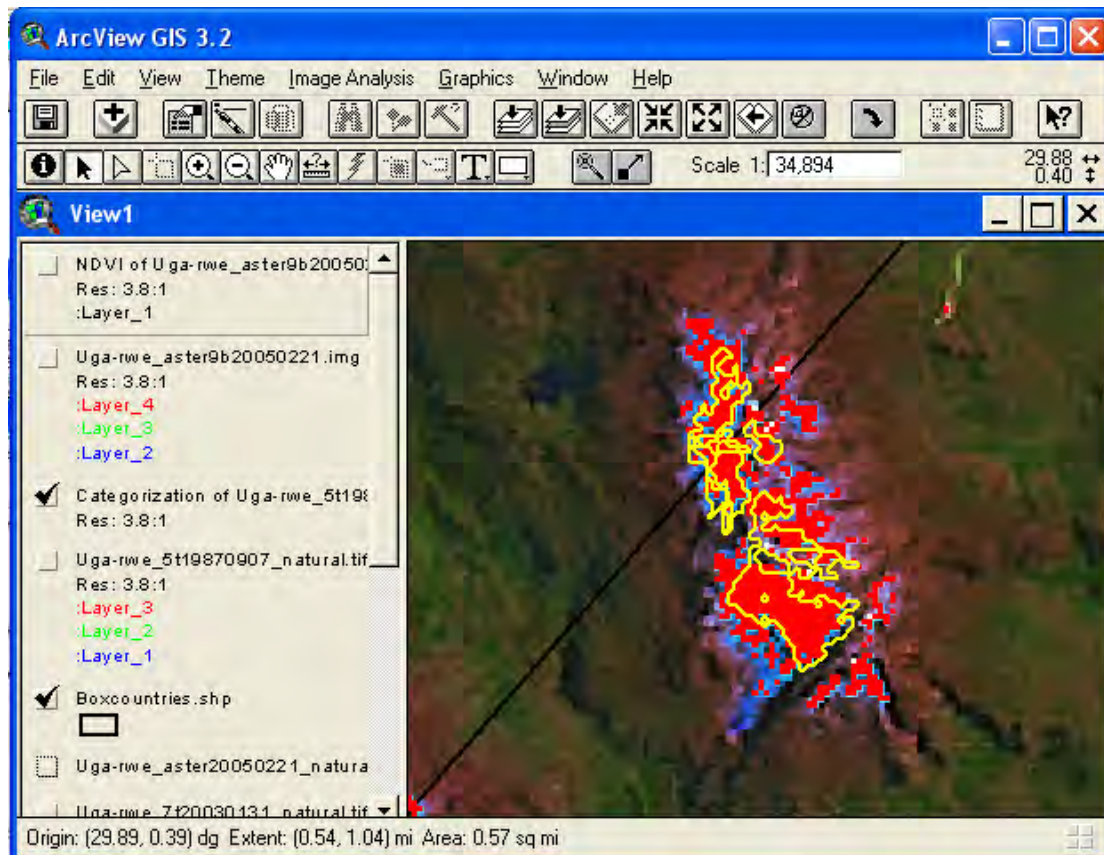 ArcView GIS 3.2
File Edit View Theme Image Analysis Graphics Window Help
Scale 1: 34,894
29.88
0.40
View1
NDVI of Uga-rwe_aster9b20050
Res: 3.8:1
:Layer_1
Uga-rwe_aster9b20050221.img
Res: 3.8:1
:Layer_4
:Layer_3
:Layer_2
Categorization of Uga-rwe_5t198
Res: 3.8:1
Uga-rwe_5t19870907_natural.tif
Res: 3.8:1
:Layer_3
:Layer_2
:Layer_1
Boxcountries.shp
Uga-rwe_aster20050221_natura
Uga-rwe_7t20030131_natural.tif
Origin: (29.89, 0.39) dg Extent: (0.54, 1.04) mi Area: 0.57 sq mi